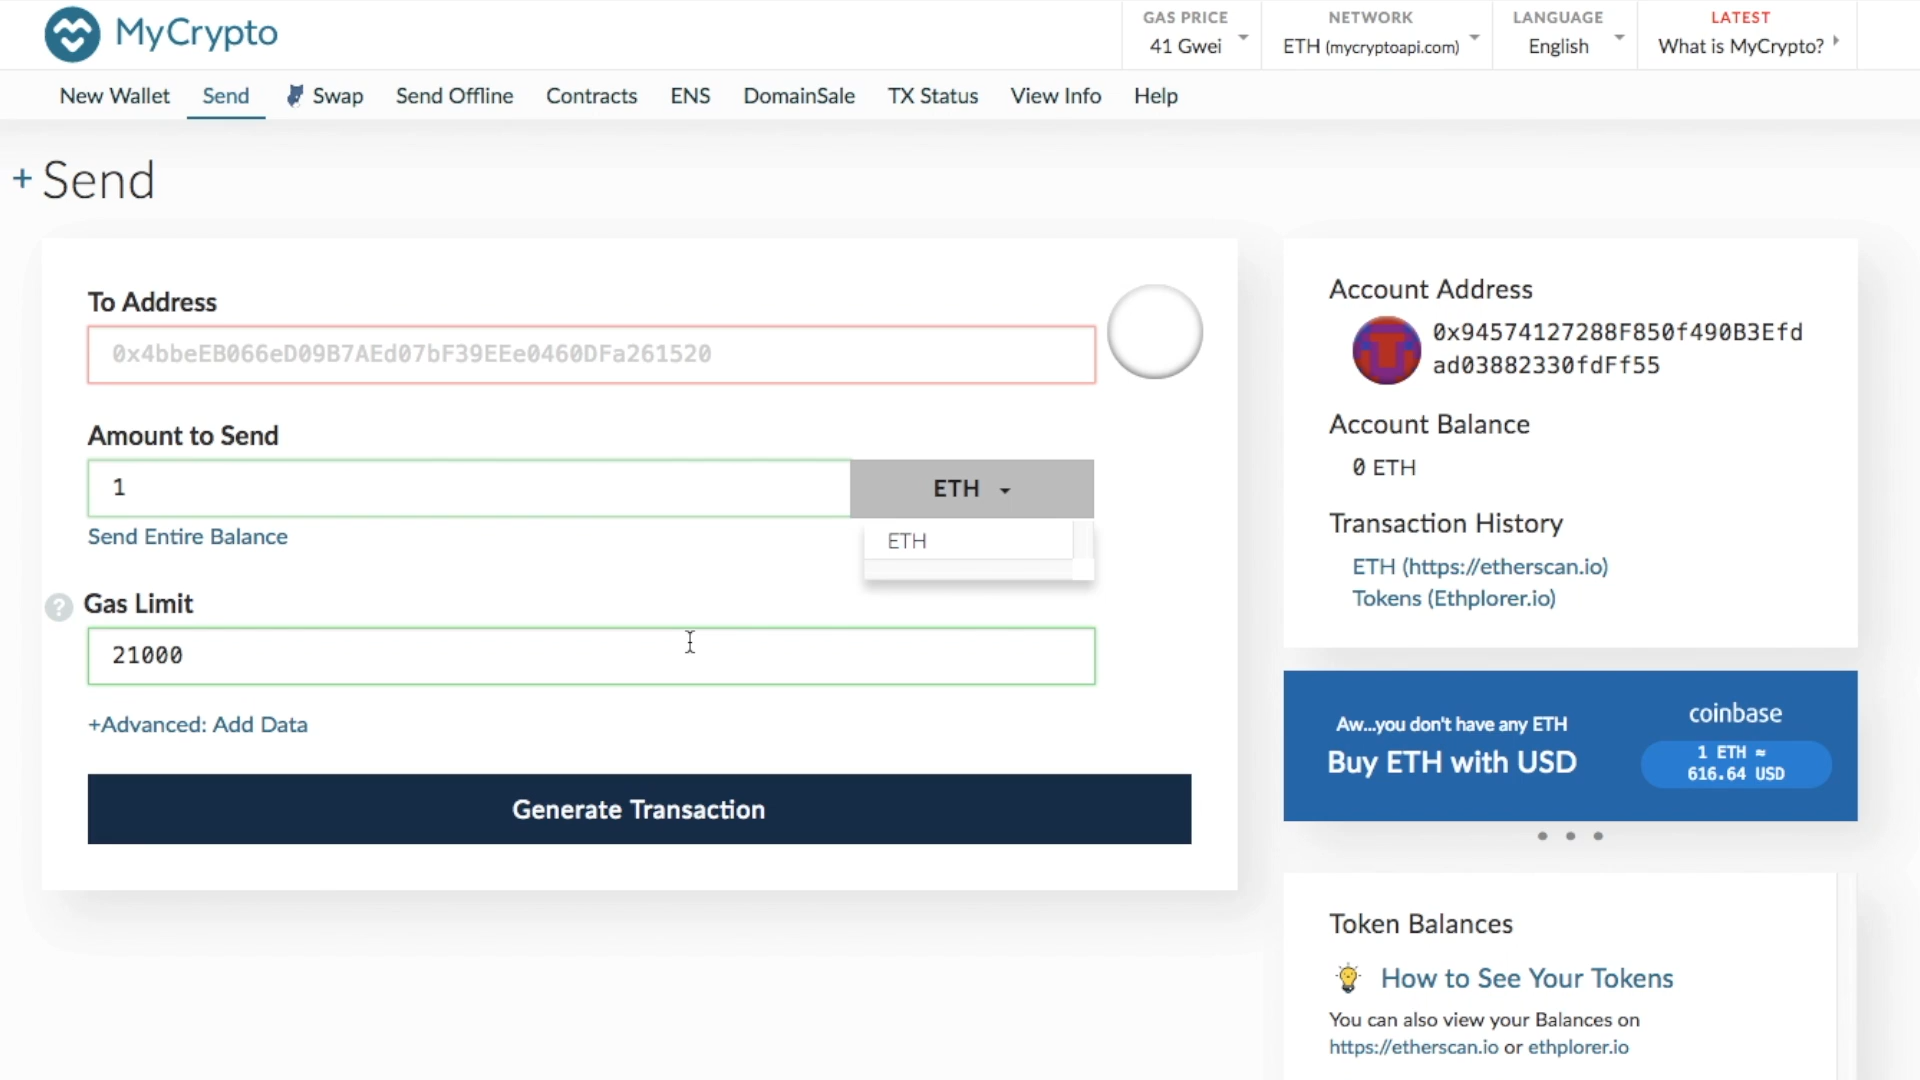 MyCrypto
GAS PRICE
41 Gwei
NETWORK
ETH (mycryptoapi.com)
LANGUAGE
English
LATEST
What is MyCrypto?
New Wallet
Send
Swap
Send Offline
Contracts
ENS
DomainSale
TX Status
View Info
Help
+ Send
To Address
0x4bbeEB066eD09B7AEd07bF39EEe0460DFa261520
Amount to Send
1
ETH
Send Entire Balance
ETH
? Gas Limit
21000
+Advanced: Add Data
Generate Transaction
Account Address
0x94574127288F850f490B3Efd
ad03882330fdFf55
Account Balance
0 ETH
Transaction History
ETH (https://etherscan.io)
Tokens (Ethplorer.io)
Aw...you don't have any ETH
Buy ETH with USD
coinbase
1 ETH ≈
616.64 USD
Token Balances
How to See Your Tokens
You can also view your Balances on
https://etherscan.io or ethplorer.io